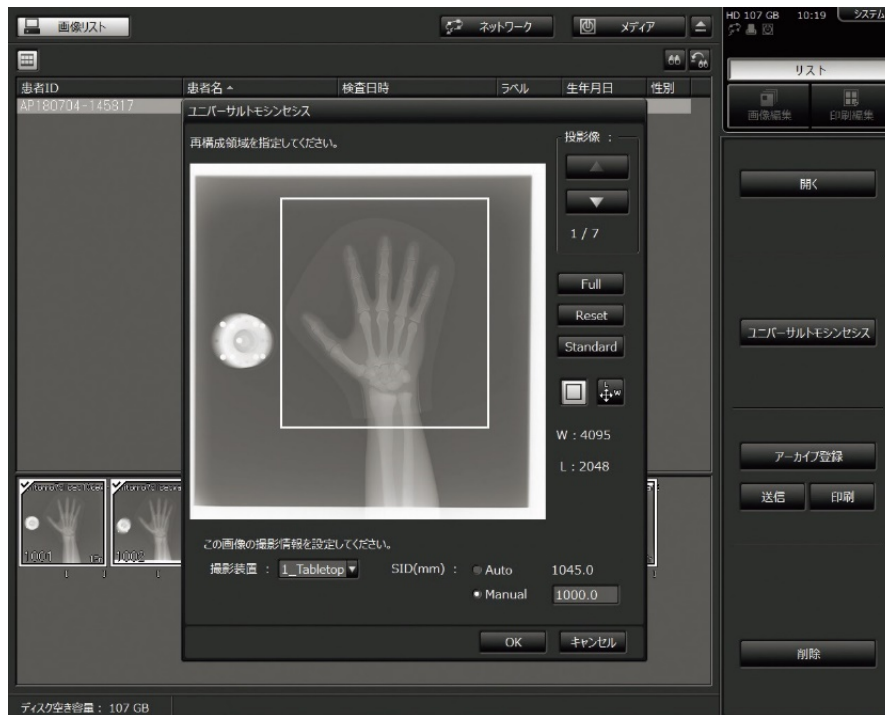 画像リスト
ネットワーク
メディア
HD 107 GB 10:19 システム
リスト
画像編集 印刷編集
患者ID 患者名 検査日時 ラベル 生年月日 性別
AP180704-145817
ユニバーサルトモシンセシス
再構成領域を指定してください。
投影像 :
1 / 7
Full
Reset
Standard
W : 4095
L : 2048
この画像の撮影情報を設定してください。
撮影装置 : 1_Tabletop SID(mm) : Auto 1045.0
Manual 1000.0
OK キャンセル
1001
1002
開く
ユニバーサルトモシンセシス
アーカイブ登録
送信 印刷
削除
ディスク空き容量 : 107 GB